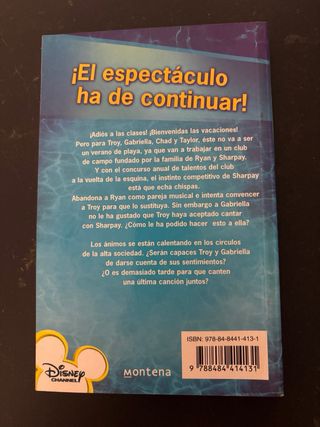 ¡El espectáculo
ha de continuar!
¡Adiós a las clases! ¡Bienvenidas las vacaciones!
Pero para Troy, Gabriella, Chad y Taylor, éste no va a ser
un verano de playa, ya que van a trabajar en un club
de campo fundado por la familia de Ryan y Sharpay.
Y con el concurso anual de talentos del club
a la vuelta de la esquina, el instinto competitivo de Sharpay
está que echa chispas.
Abandona a Ryan como pareja musical e intenta convencer
a Troy para que lo sustituya. Sin embargo a Gabriella
no le ha gustado que Troy haya aceptado cantar
con Sharpay. ¿Cómo le ha podido hacer esto a ella?
Los ánimos se están calentando en los círculos
de la alta sociedad. ¿Serán capaces Troy y Gabriella
de darse cuenta de sus sentimientos?
¿O es demasiado tarde para que canten
una última canción juntos?
ISBN: 978-84-8441-413-1
9 788484 414131
Disney
CHANNEL
montena